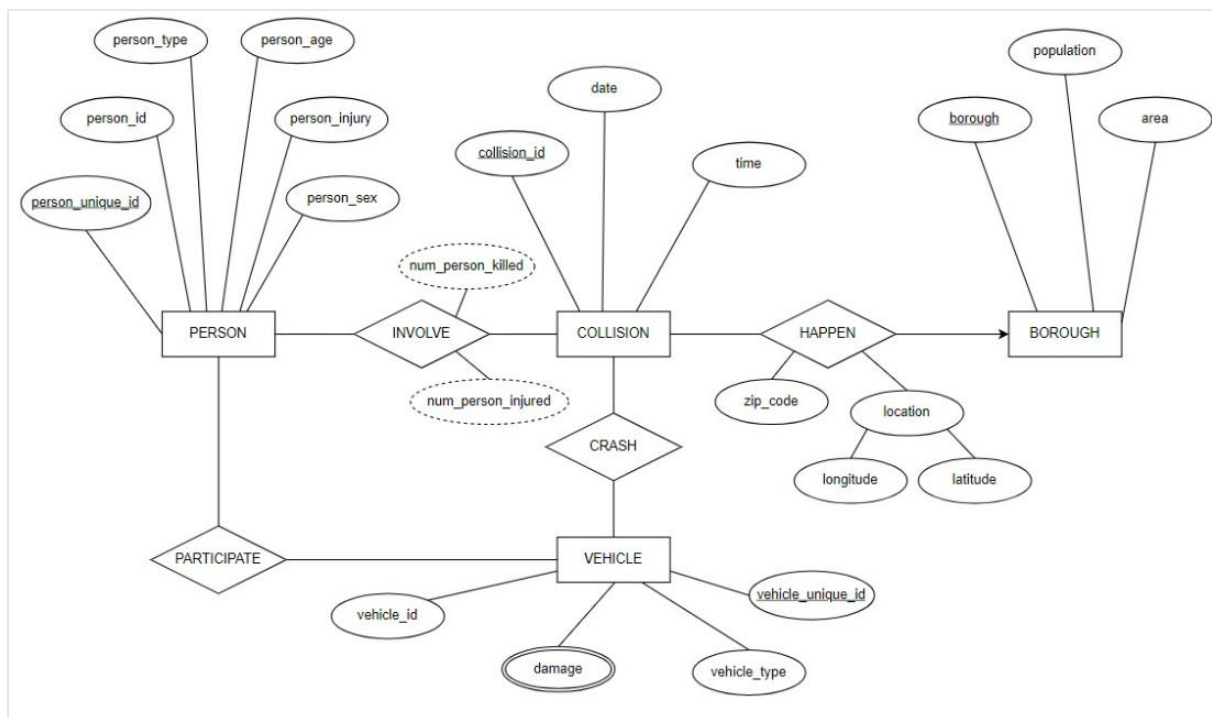 person_type
person_age
population
date
person_id
person_injury
borough
area
collision_id
time
person_unique_id
person_sex
num_person_killed
PERSON
INVOLVE
COLLISION
HAPPEN
BOROUGH
num_person_injured
zip_code
location
CRASH
longitude
latitude
PARTICIPATE
VEHICLE
vehicle_unique_id
vehicle_id
damage
vehicle_type